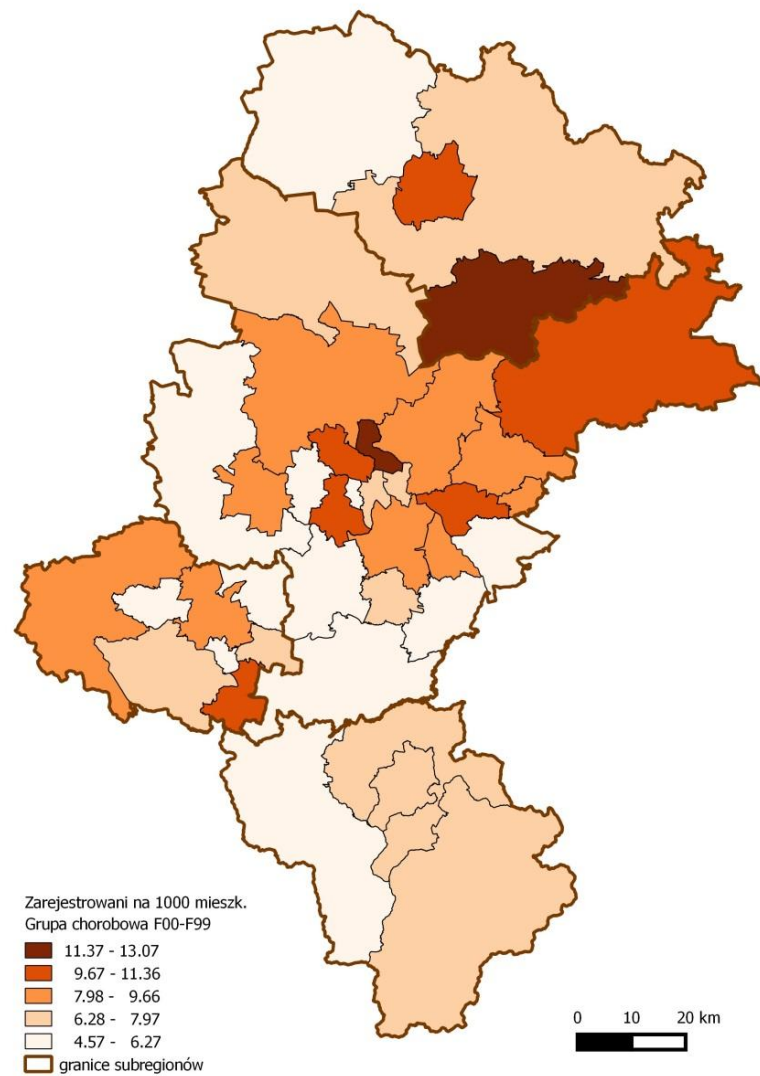 Zarejestrowani na 1000 mieszk.
Grupa chorobowa F00-F99
11.37 - 13.07
9.67 - 11.36
7.98 - 9.66
6.28 - 7.97
4.57 - 6.27
granice subregionów
0 10 20 km